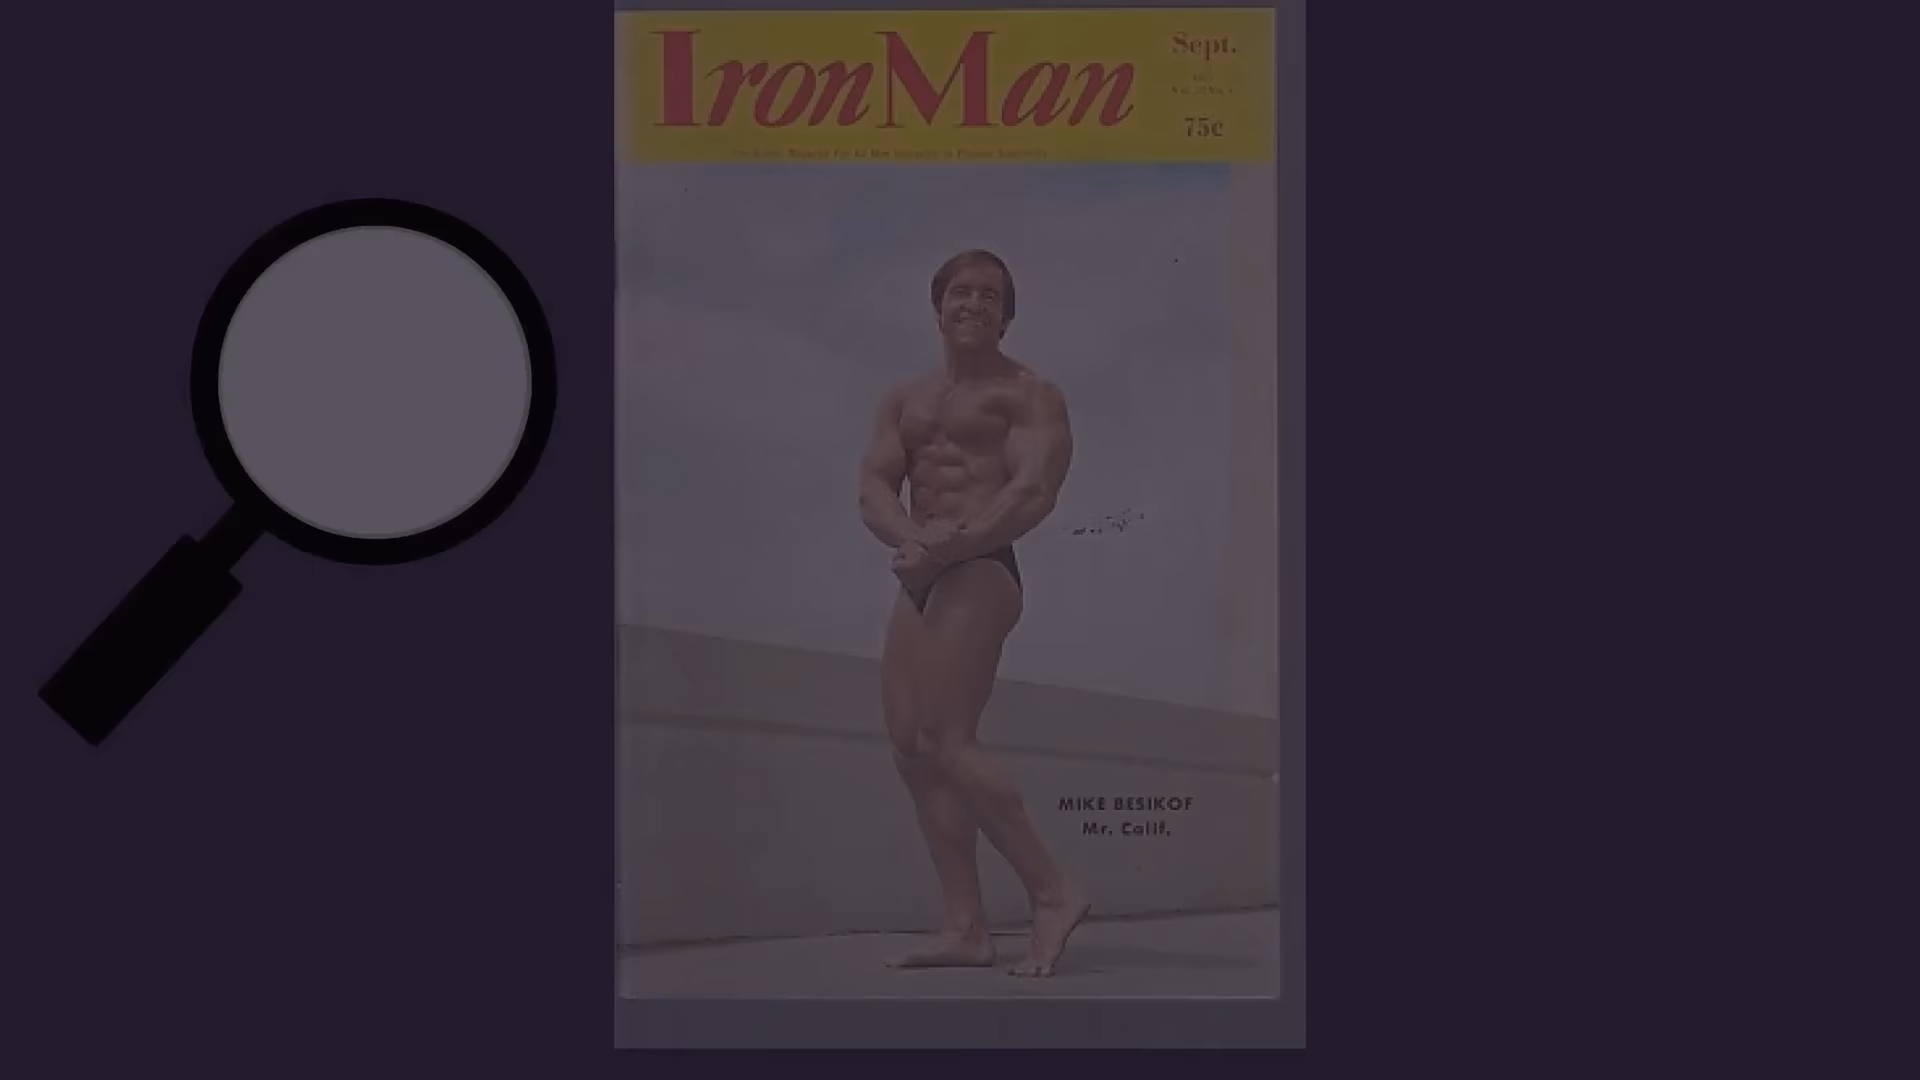 IronMan
Sept.
75c
MIKE BESIKOF
Mr. Calif.